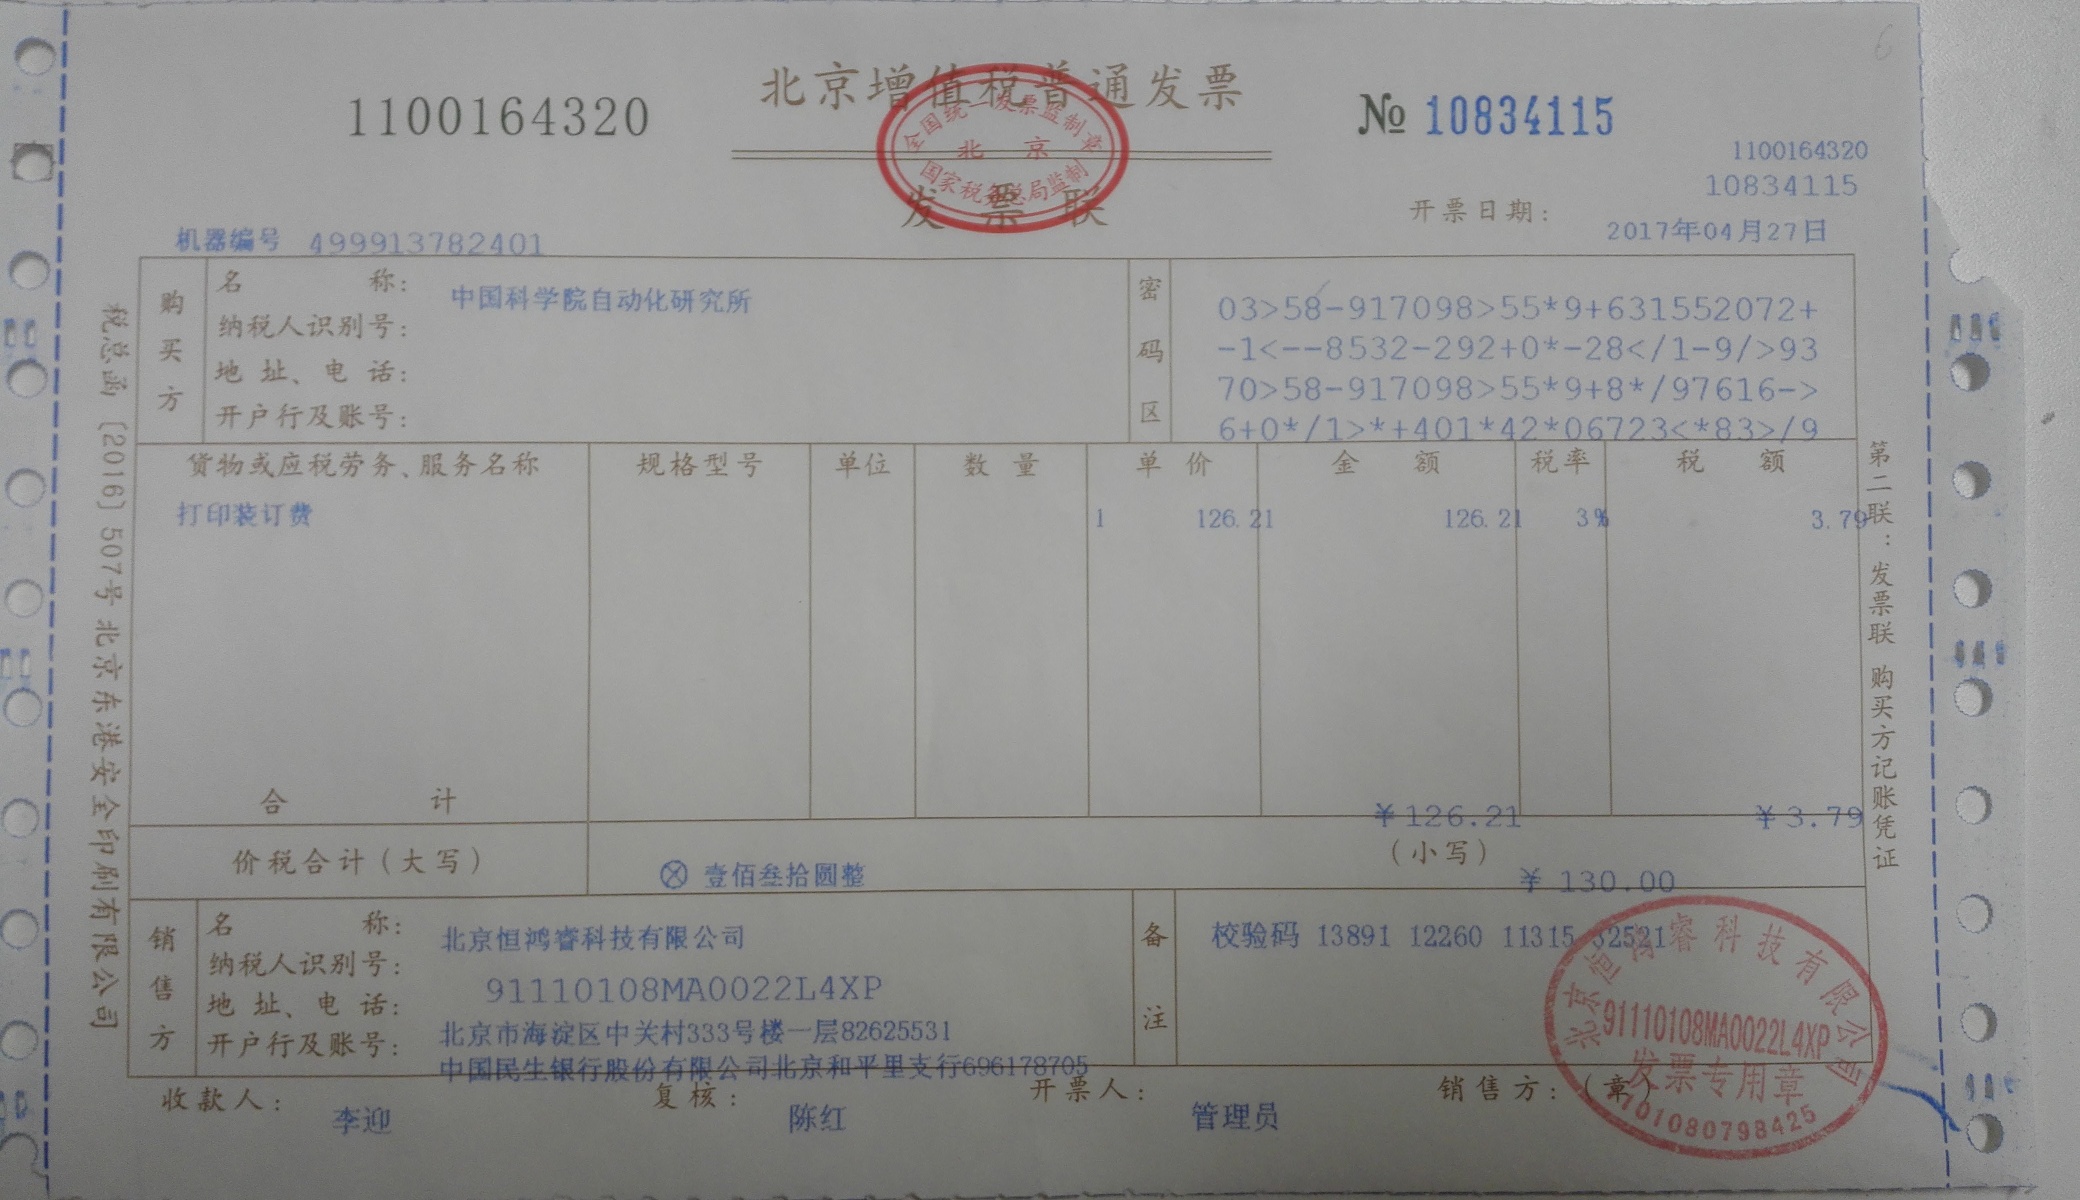 北京增值税普通发票
1100164320
№ 10834115
1100164320
10834115
全国统一发票监制章
北 京
国家税务总局监制
发票联
开票日期:
2017年04月27日
机器编号 499913782401
购买方
名 称:
中国科学院自动化研究所
纳税人识别号:
地址、电话:
开户行及账号:
密码区
03>58-917098>55*9+631552072+
-1<--8532-292+0*-28</1-9/>93
70>58-917098>55*9+8*/97616->
6+0*/1>*+401*42*06723<*83>/9
货物或应税劳务、服务名称 规格型号 单位 数量 单价 金额 税率 税额
打印装订费 1 126.21 126.21 3% 3.79
合 计 ¥126.21 ¥3.79
价税合计(大写) ⊗ 壹佰叁拾圆整 (小写) ¥ 130.00
销售方
名 称:
北京恒鸿睿科技有限公司
纳税人识别号:
91110108MA0022L4XP
地址、电话:
北京市海淀区中关村333号楼一层82625531
开户行及账号:
中国民生银行股份有限公司北京和平里支行696178705
备注
校验码 13891 12260 11315 32521
收款人: 李迎 复核: 陈红 开票人: 管理员 销售方:(章)
北京恒鸿睿科技有限公司
91110108MA0022L4XP
发票专用章
101080798425
税总函〔2016〕507号北京东港安全印刷有限公司
第二联:发票联 购买方记账凭证